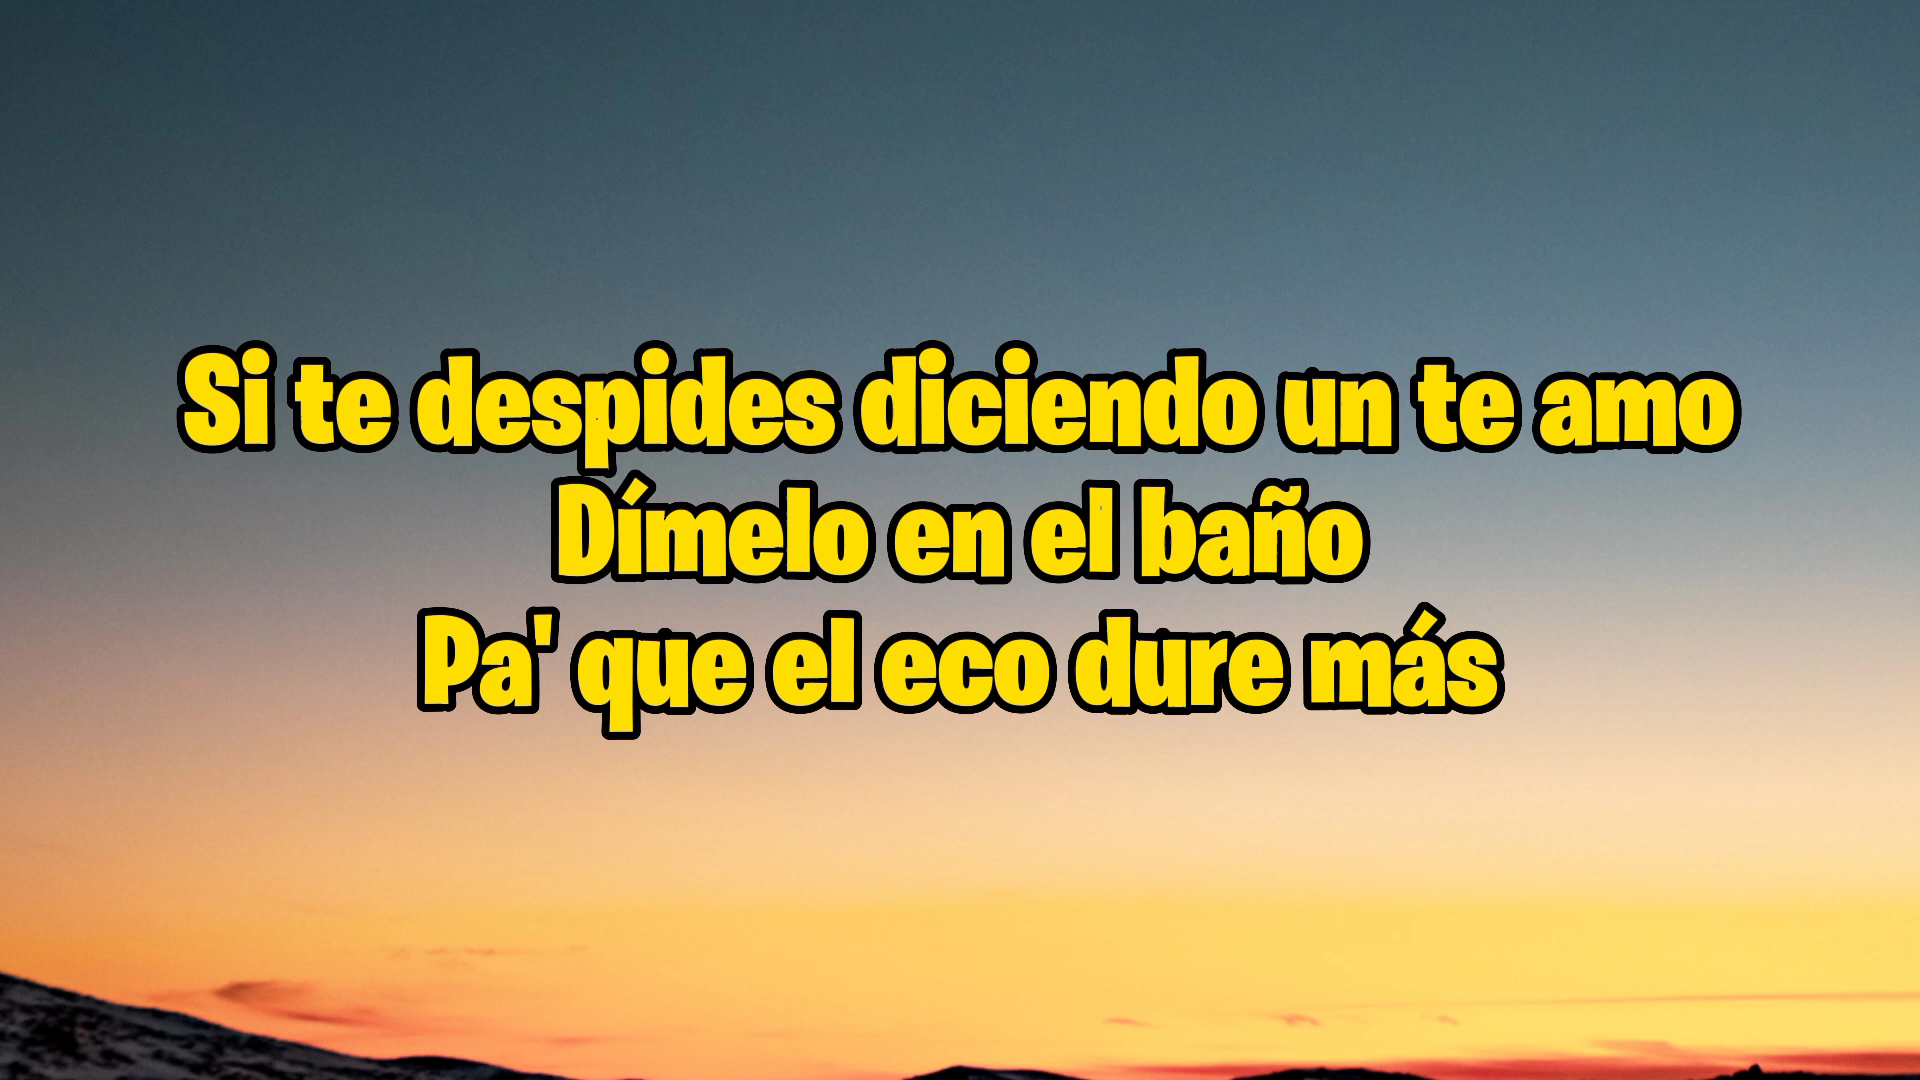 Si te despides diciendo un te amo
Dímelo en el baño
Pa' que el eco dure más